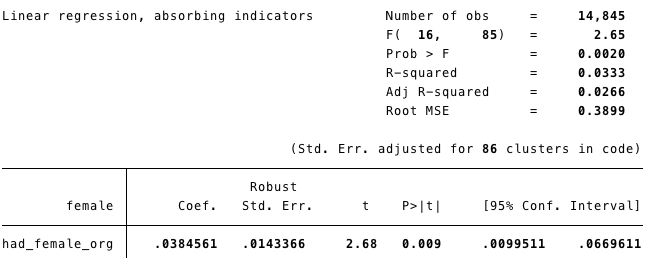 Linear regression, absorbing indicators Number of obs = 14,845
F( 16, 85) = 2.65
Prob > F = 0.0020
R-squared = 0.0333
Adj R-squared = 0.0266
Root MSE = 0.3899
(Std. Err. adjusted for 86 clusters in code)
Robust
female Coef. Std. Err. t P>|t| [95% Conf. Interval]
had_female_org .0384561 .0143366 2.68 0.009 .0099511 .0669611